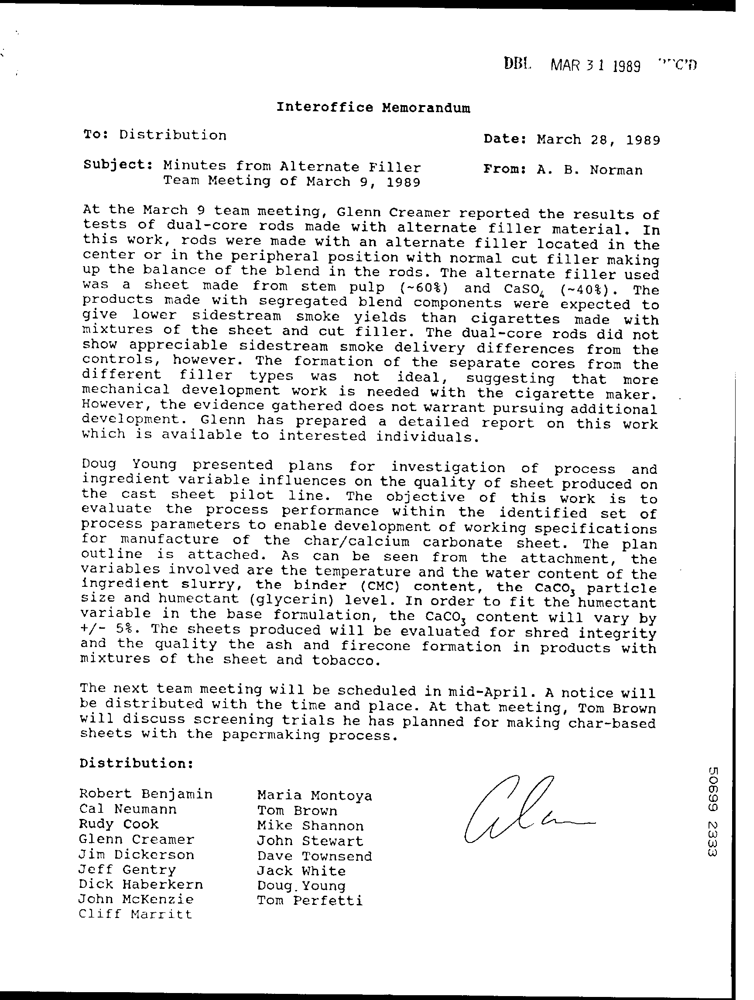 DBL MAR 31 1989 REC'D
Interoffice Memorandum
To: Distribution
Date: March 28, 1989
Subject: Minutes from Alternate Filler
Team Meeting of March 9, 1989
From: A. B. Norman
At the March 9 team meeting, Glenn Creamer reported the results of
tests of dual-core rods made with alternate filler material. In
this work, rods were made with an alternate filler located in the
center or in the peripheral position with normal cut filler making
up the balance of the blend in the rods. The alternate filler used
was a sheet made from stem pulp (~60%) and CaSO₄ (~40%). The
products made with segregated blend components were expected to
give lower sidestream smoke yields than cigarettes made with
mixtures of the sheet and cut filler. The dual-core rods did not
show appreciable sidestream smoke delivery differences from the
controls, however. The formation of the separate cores from the
different filler types was not ideal, suggesting that more
mechanical development work is needed with the cigarette maker.
However, the evidence gathered does not warrant pursuing additional
development. Glenn has prepared a detailed report on this work
which is available to interested individuals.
Doug Young presented plans for investigation of process and
ingredient variable influences on the quality of sheet produced on
the cast sheet pilot line. The objective of this work is to
evaluate the process performance within the identified set of
process parameters to enable development of working specifications
for manufacture of the char/calcium carbonate sheet. The plan
outline is attached. As can be seen from the attachment, the
variables involved are the temperature and the water content of the
ingredient slurry, the binder (CMC) content, the CaCO₃ particle
size and humectant (glycerin) level. In order to fit the humectant
variable in the base formulation, the CaCO₃ content will vary by
+/- 5%. The sheets produced will be evaluated for shred integrity
and the quality the ash and firecone formation in products with
mixtures of the sheet and tobacco.
The next team meeting will be scheduled in mid-April. A notice will
be distributed with the time and place. At that meeting, Tom Brown
will discuss screening trials he has planned for making char-based
sheets with the papermaking process.
Distribution:
Robert Benjamin
Cal Neumann
Rudy Cook
Glenn Creamer
Jim Dickerson
Jeff Gentry
Dick Haberkern
John McKenzie
Cliff Marritt
Maria Montoya
Tom Brown
Mike Shannon
John Stewart
Dave Townsend
Jack White
Doug Young
Tom Perfetti
Alan
50699 2333